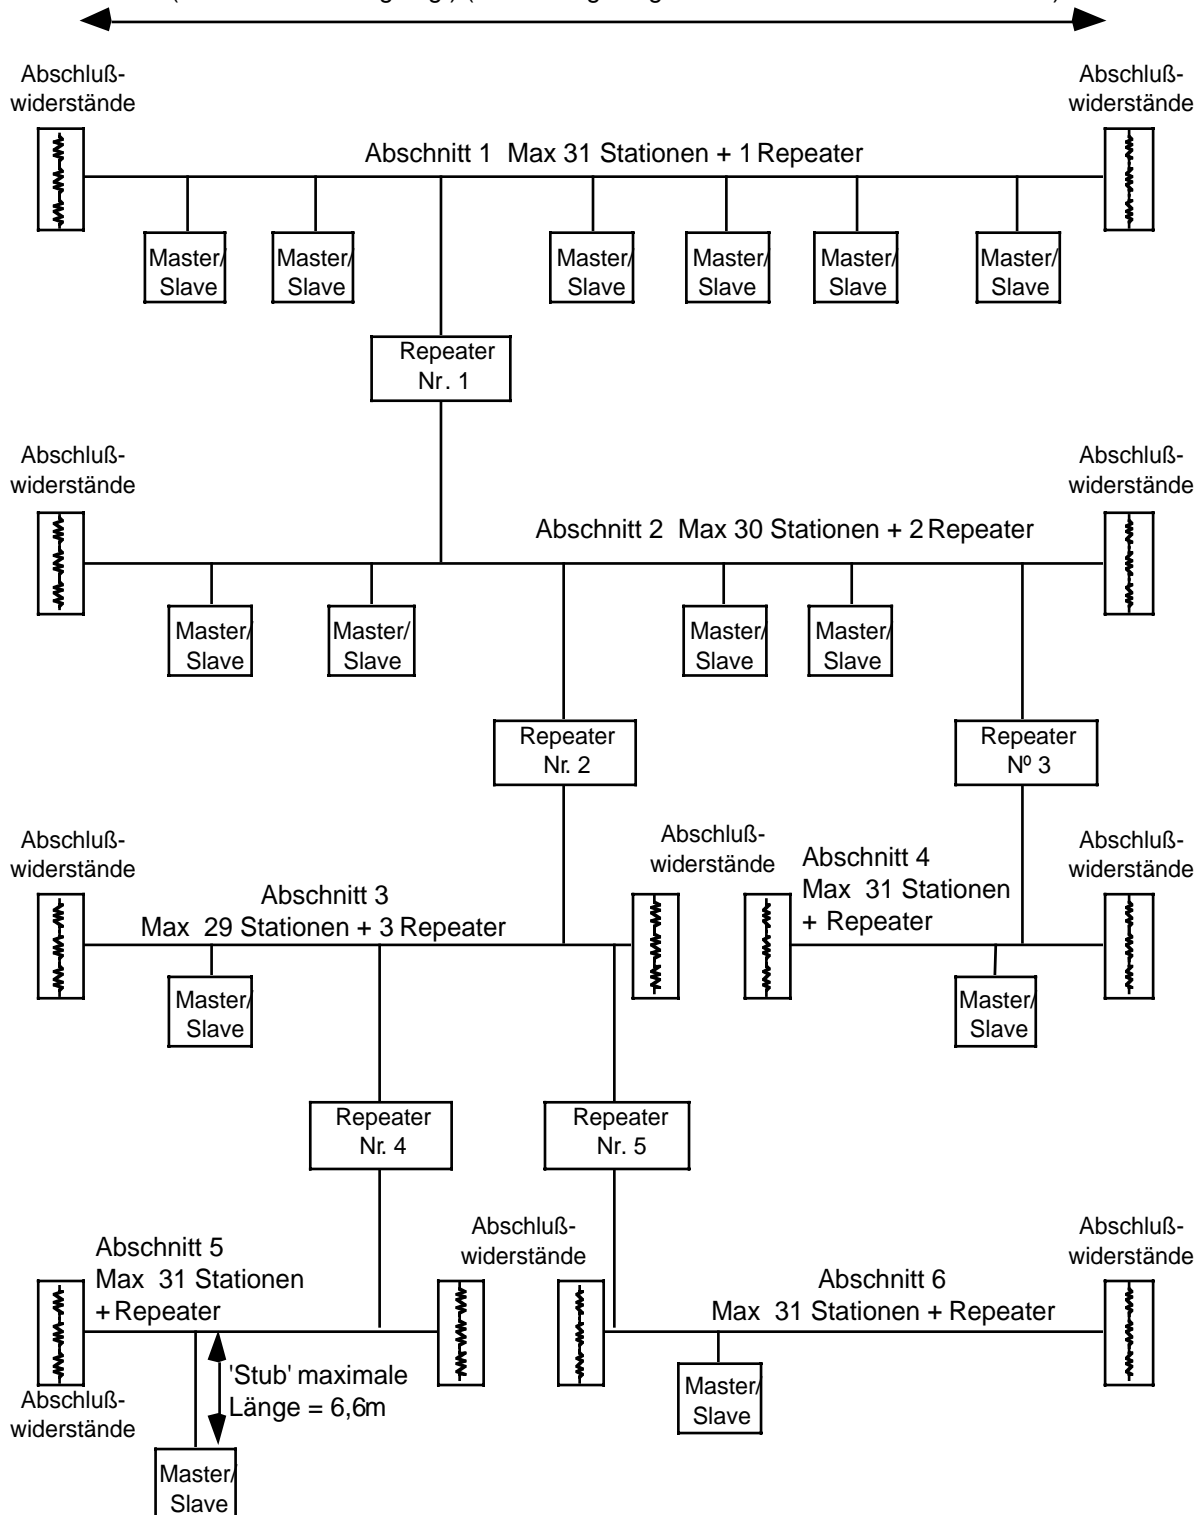 Abschluß-
widerstände
Abschluß-
widerstände
Abschnitt 1 Max 31 Stationen + 1 Repeater
Master/
Slave
Master/
Slave
Master/
Slave
Master/
Slave
Master/
Slave
Master/
Slave
Repeater
Nr. 1
Abschluß-
widerstände
Abschluß-
widerstände
Abschnitt 2 Max 30 Stationen + 2 Repeater
Master/
Slave
Master/
Slave
Master/
Slave
Master/
Slave
Repeater
Nr. 2
Repeater
Nº 3
Abschluß-
widerstände
Abschnitt 3
Max 29 Stationen + 3 Repeater
Abschluß-
widerstände
Abschnitt 4
Max 31 Stationen
+ Repeater
Abschluß-
widerstände
Master/
Slave
Master/
Slave
Repeater
Nr. 4
Repeater
Nr. 5
Abschnitt 5
Max 31 Stationen
+ Repeater
Abschluß-
widerstände
Abschnitt 6
Max 31 Stationen + Repeater
Abschluß-
widerstände
Abschluß-
widerstände
'Stub' maximale
Länge = 6,6m
Master/
Slave
Master/
Slave